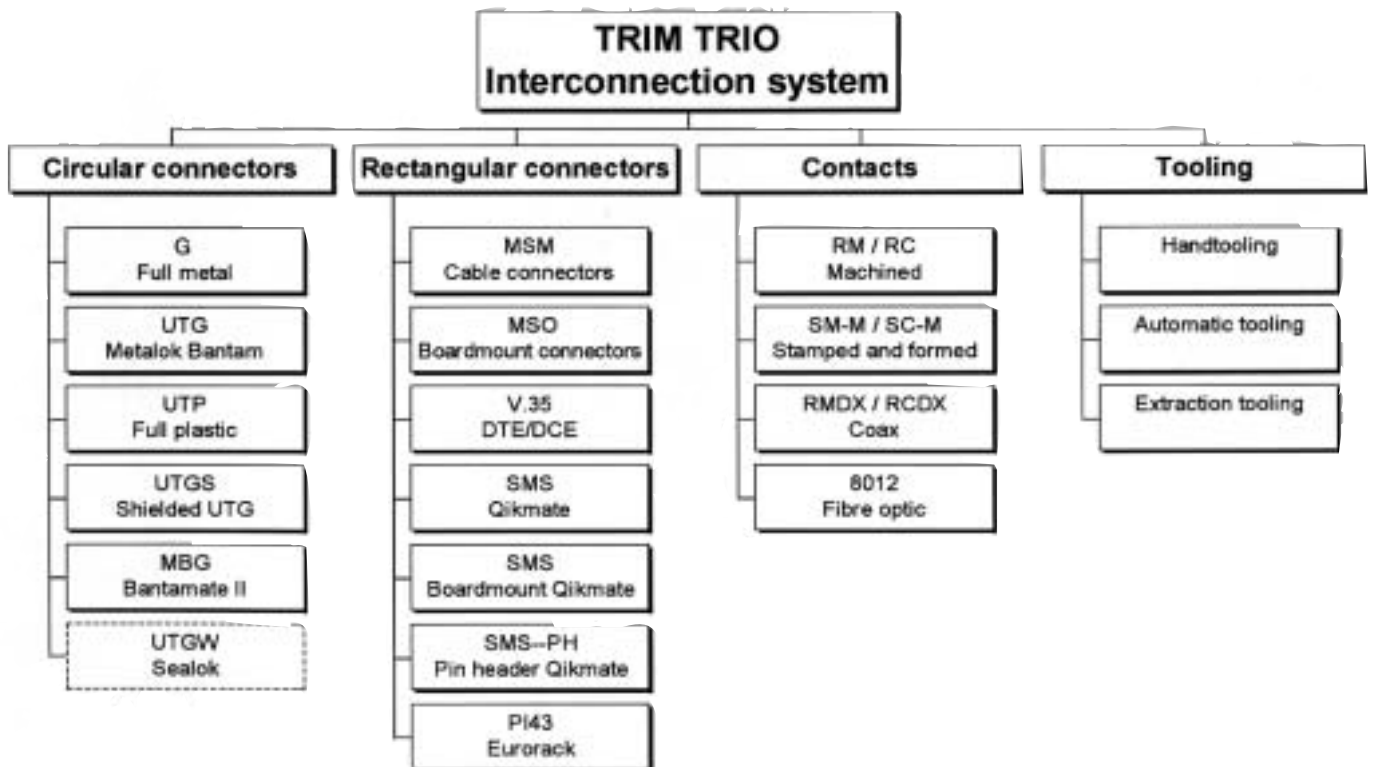 TRIM TRIO
Interconnection system
Circular connectors
G
Full metal
UTG
Metalok Bantam
UTP
Full plastic
UTGS
Shielded UTG
MBG
Bantamate II
UTGW
Sealok
Rectangular connectors
MSM
Cable connectors
MSO
Boardmount connectors
V.35
DTE/DCE
SMS
Qikmate
SMS
Boardmount Qikmate
SMS--PH
Pin header Qikmate
PI43
Eurorack
Contacts
RM / RC
Machined
SM-M / SC-M
Stamped and formed
RMDX / RCDX
Coax
8012
Fibre optic
Tooling
Handtooling
Automatic tooling
Extraction tooling